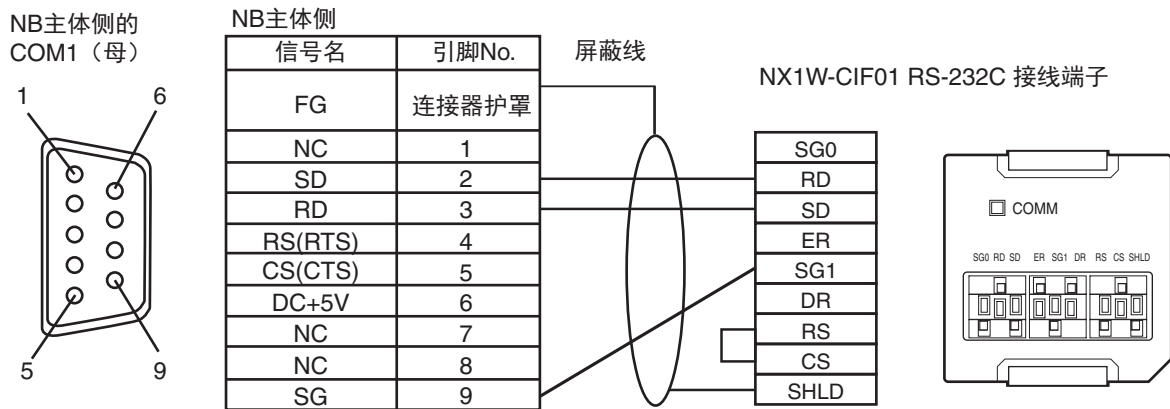 NB主体侧的
COM1（母）
1
6
5
9
NB主体侧
信号名 引脚No.
FG 连接器护罩
NC 1
SD 2
RD 3
RS(RTS) 4
CS(CTS) 5
DC+5V 6
NC 7
NC 8
SG 9
屏蔽线
NX1W-CIF01 RS-232C 接线端子
SG0
RD
SD
ER
SG1
DR
RS
CS
SHLD
COMM
SG0 RD SD ER SG1 DR RS CS SHLD